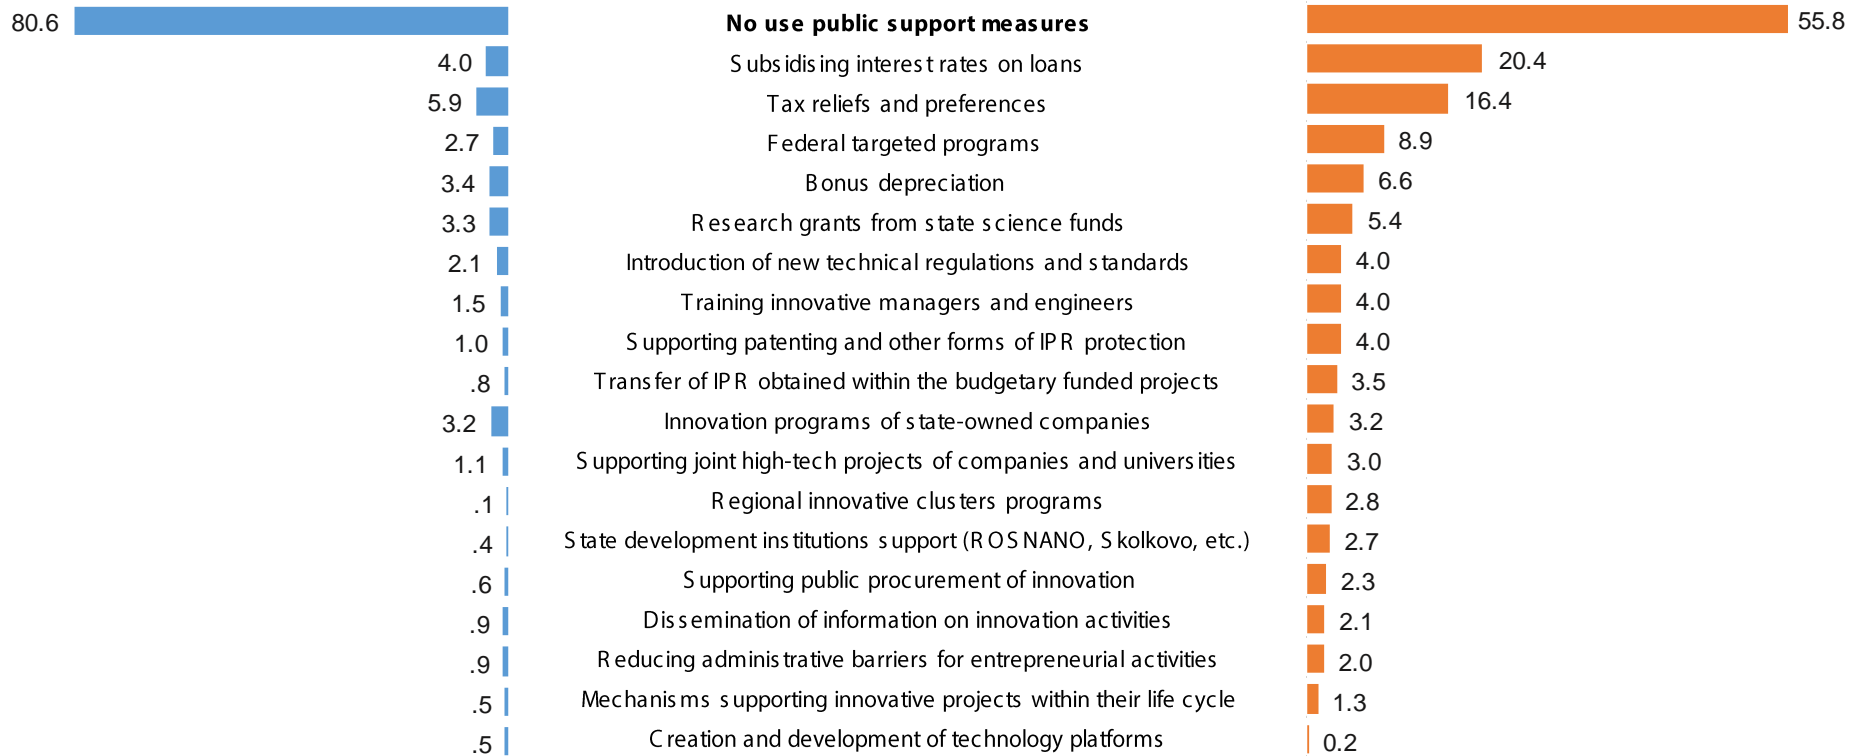 80.6 No use public support measures 55.8
4.0 Subsidising interest rates on loans 20.4
5.9 Tax reliefs and preferences 16.4
2.7 Federal targeted programs 8.9
3.4 Bonus depreciation 6.6
3.3 Research grants from state science funds 5.4
2.1 Introduction of new technical regulations and standards 4.0
1.5 Training innovative managers and engineers 4.0
1.0 Supporting patenting and other forms of IPR protection 4.0
.8 Transfer of IPR obtained within the budgetary funded projects 3.5
3.2 Innovation programs of state-owned companies 3.2
1.1 Supporting joint high-tech projects of companies and universities 3.0
.1 Regional innovative clusters programs 2.8
.4 State development institutions support (ROSNANO, Skolkovo, etc.) 2.7
.6 Supporting public procurement of innovation 2.3
.9 Dissemination of information on innovation activities 2.1
.9 Reducing administrative barriers for entrepreneurial activities 2.0
.5 Mechanisms supporting innovative projects within their life cycle 1.3
.5 Creation and development of technology platforms 0.2